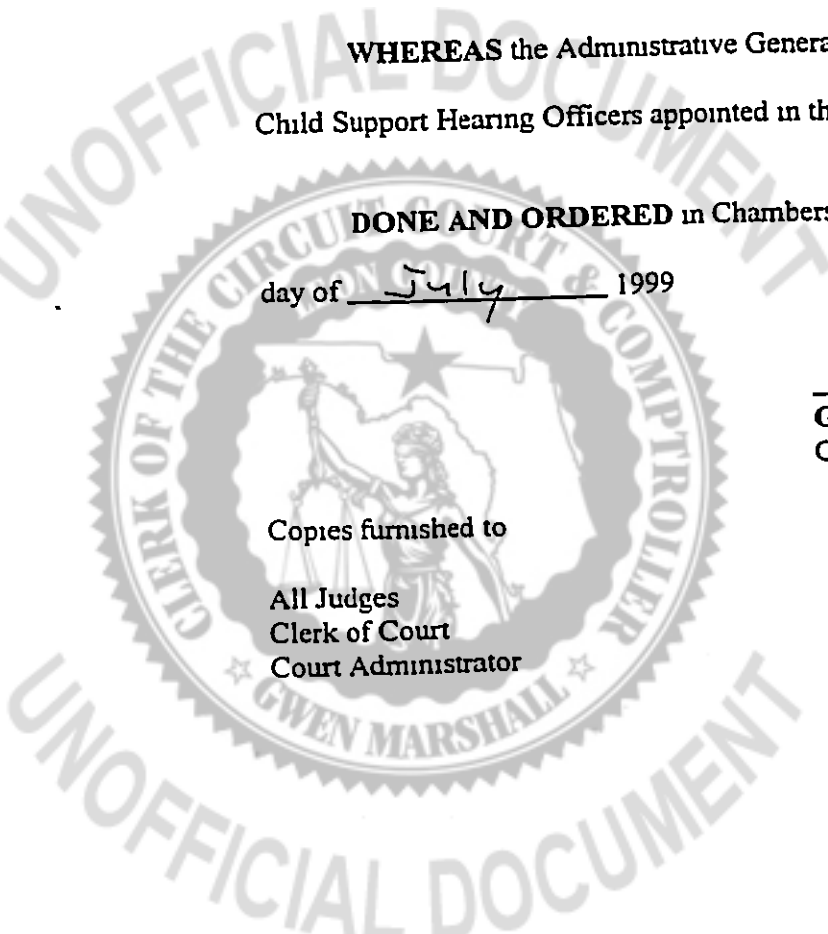 WHEREAS the Administrative Genera
Child Support Hearing Officers appointed in th
DONE AND ORDERED in Chambers
day of July 1999
G
C
Copies furnished to
All Judges
Clerk of Court
Court Administrator
UNOFFICIAL DOCUMENT
CLERK OF THE CIRCUIT COURT & COMPTROLLER
LEON COUNTY
GWEN MARSHALL
UNOFFICIAL DOCUMENT